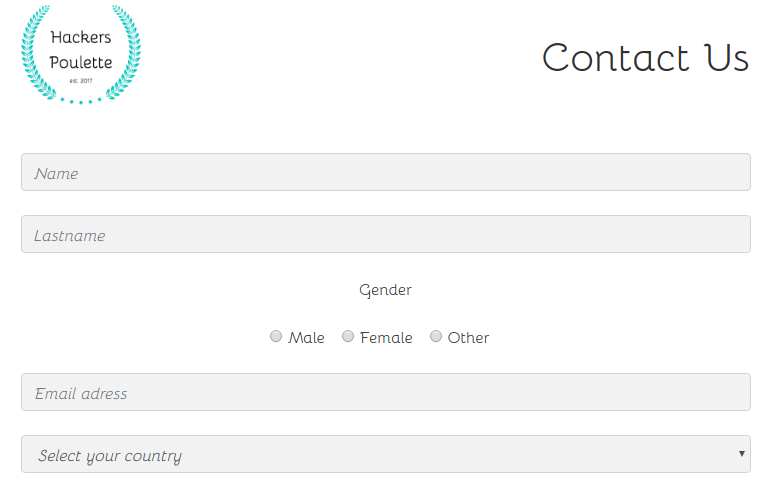 Hackers
Poulette
est. 2017
Contact Us
Name
Lastname
Gender
Male Female Other
Email adress
Select your country